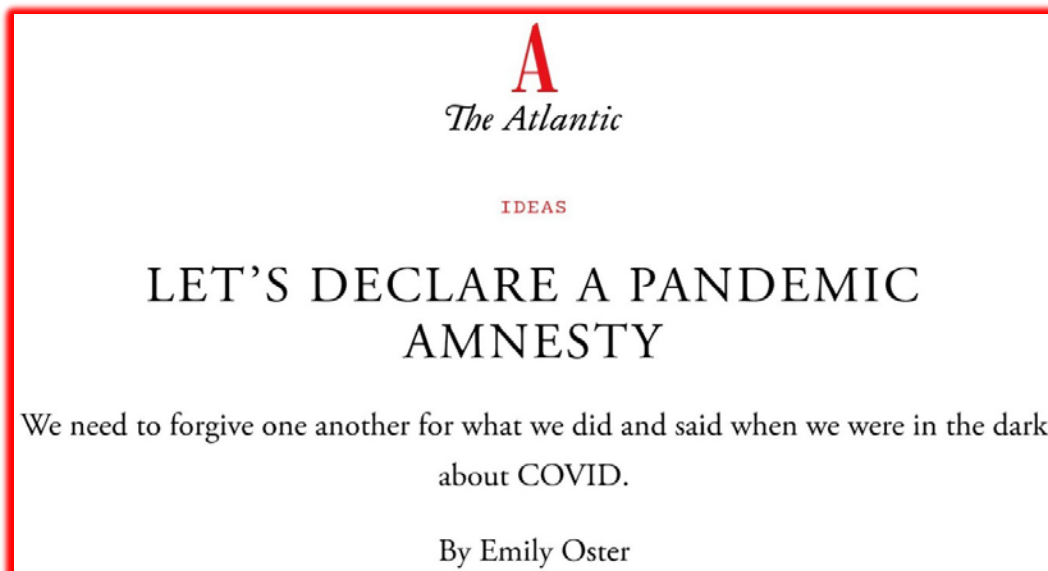 A
The Atlantic
IDEAS
LET’S DECLARE A PANDEMIC
AMNESTY
We need to forgive one another for what we did and said when we were in the dark
about COVID.
By Emily Oster